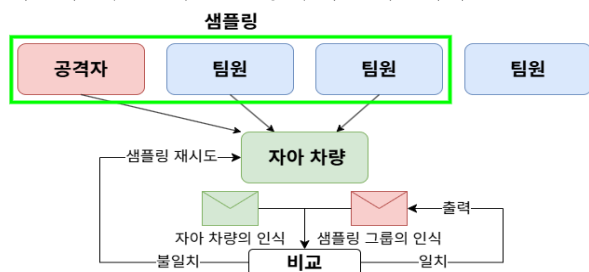 샘플링
공격자 팀원 팀원 팀원
샘플링 재시도 자아 차량
출력
자아 차량의 인식 샘플링 그룹의 인식
불일치 비교 일치